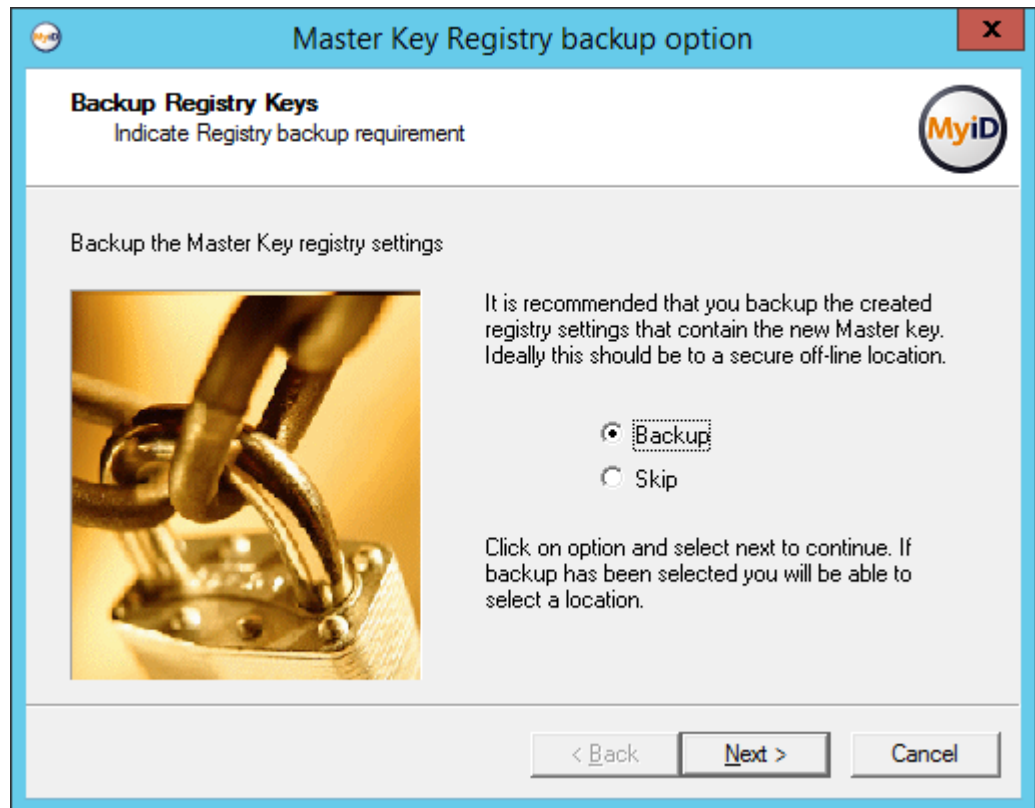 MyiD
Master Key Registry backup option
x
Backup Registry Keys
Indicate Registry backup requirement
MyiD
Backup the Master Key registry settings
It is recommended that you backup the created
registry settings that contain the new Master key.
Ideally this should be to a secure off-line location.
Backup
Skip
Click on option and select next to continue. If
backup has been selected you will be able to
select a location.
< Back
Next >
Cancel